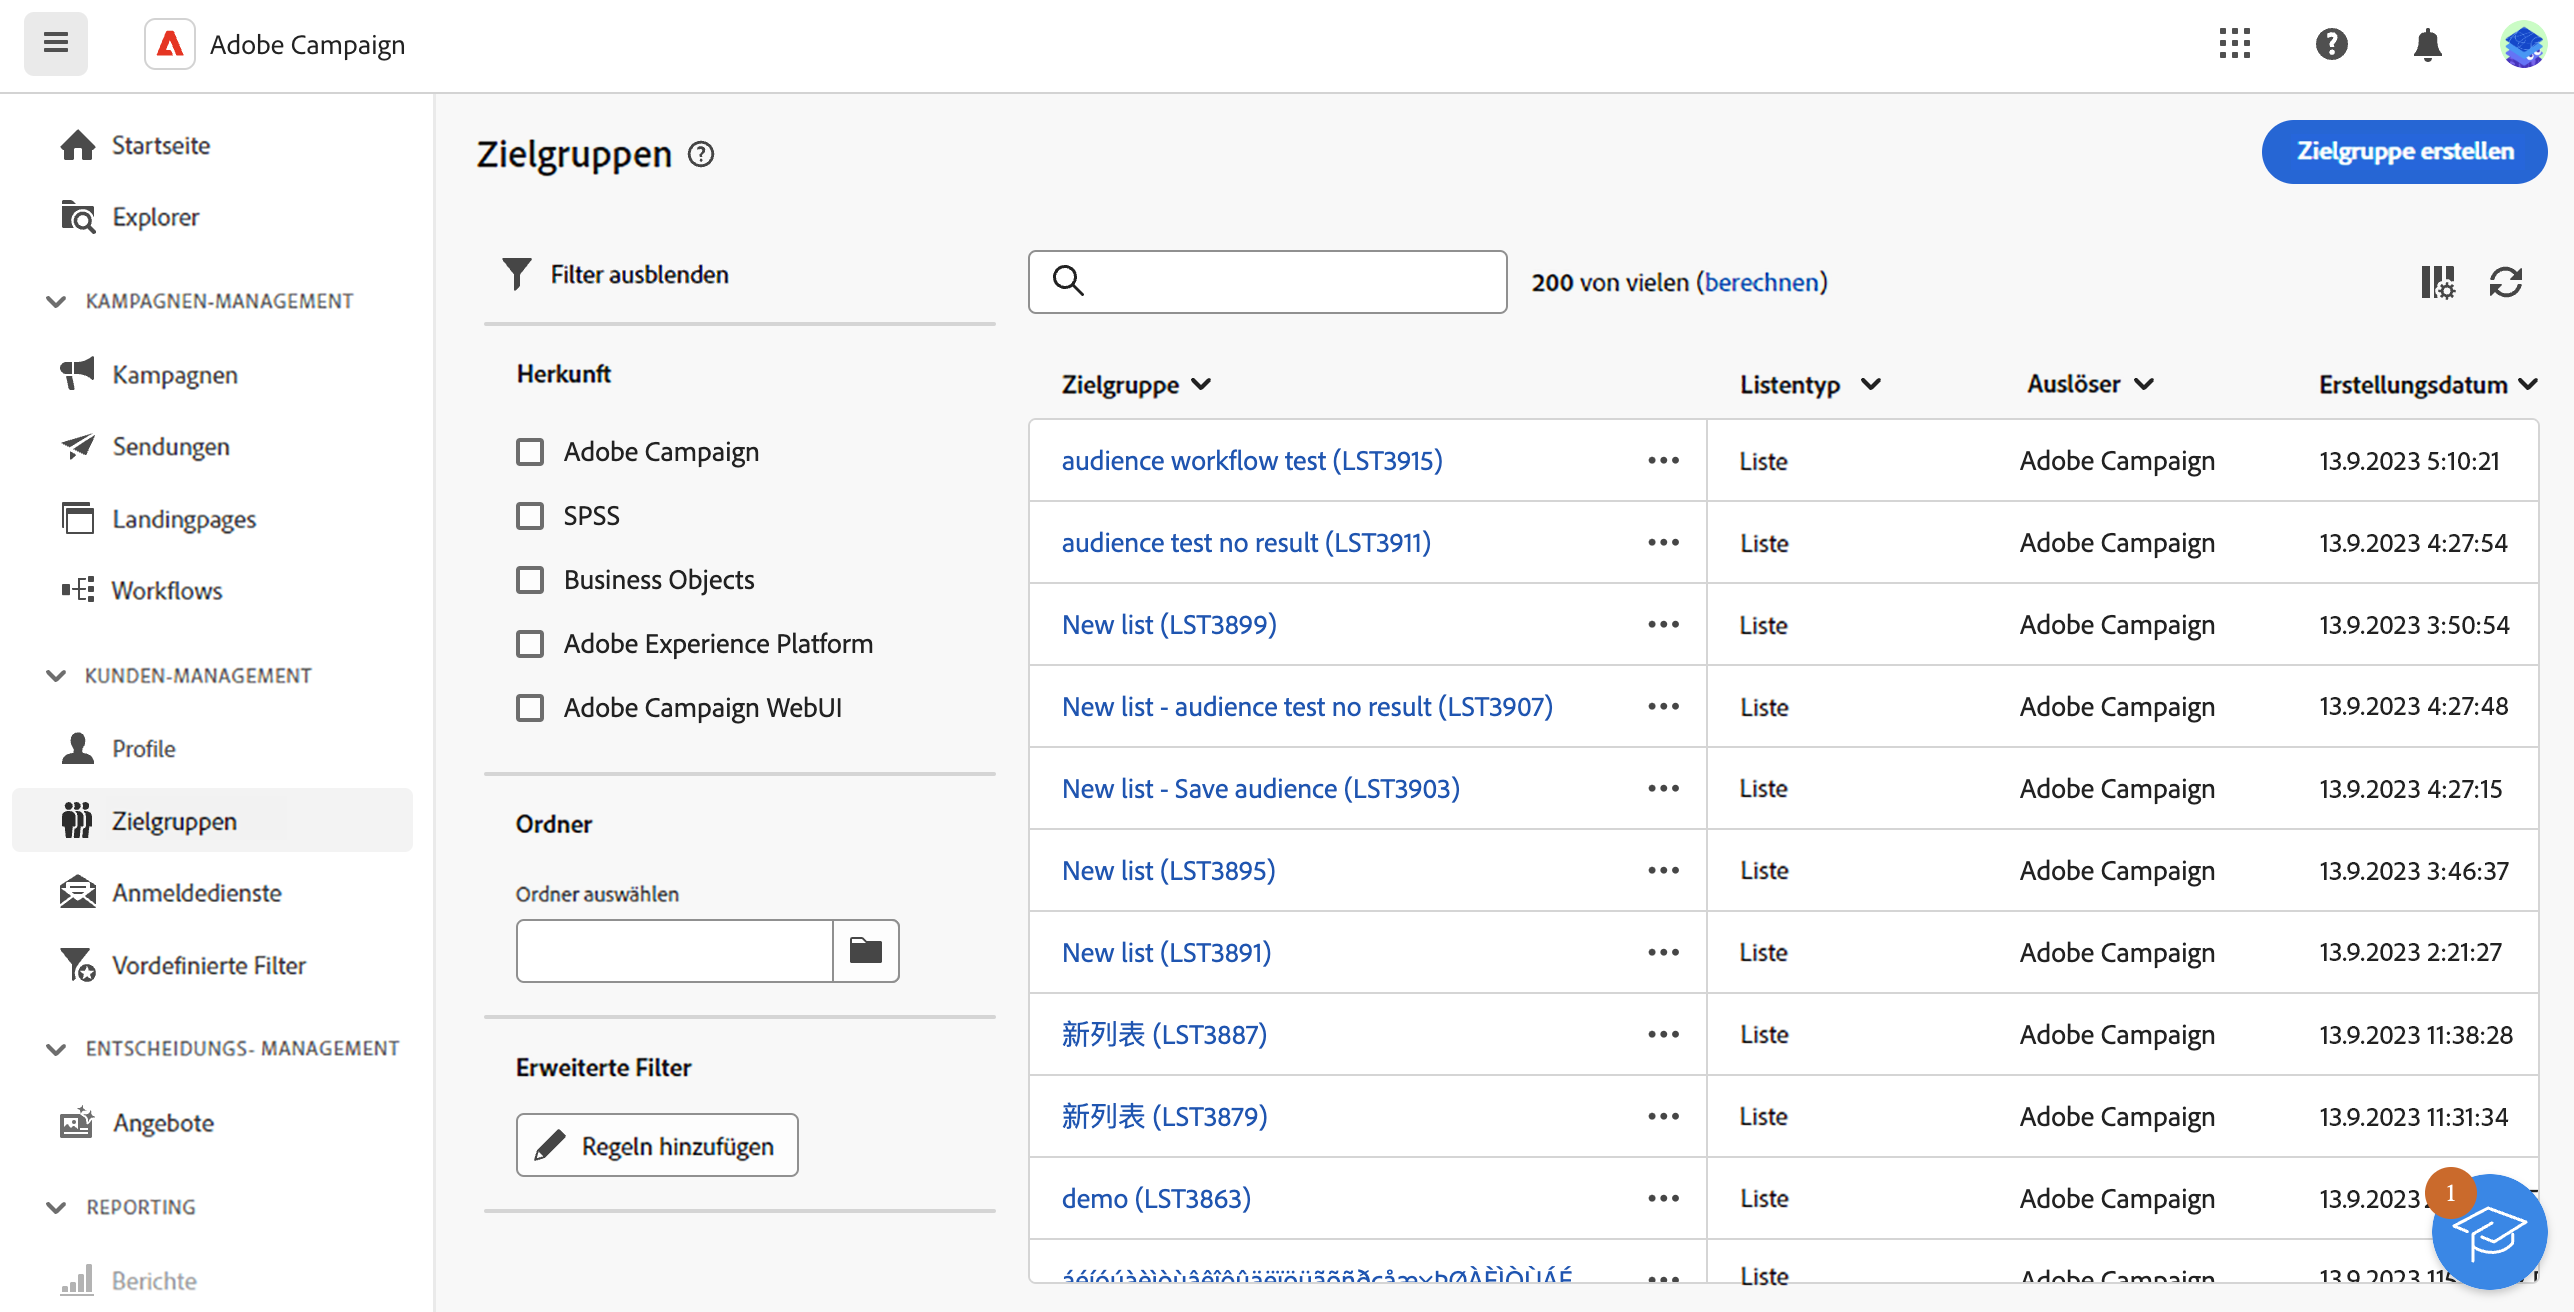 Adobe Campaign
Startseite
Explorer
KAMPAGNEN-MANAGEMENT
Kampagnen
Sendungen
Landingpages
Workflows
KUNDEN-MANAGEMENT
Profile
Zielgruppen
Anmeldedienste
Vordefinierte Filter
ENTSCHEIDUNGS- MANAGEMENT
Angebote
REPORTING
Berichte
Zielgruppen
Zielgruppe erstellen
Filter ausblenden
Herkunft
Adobe Campaign
SPSS
Business Objects
Adobe Experience Platform
Adobe Campaign WebUI
Ordner
Ordner auswählen
Erweiterte Filter
Regeln hinzufügen
200 von vielen (berechnen)
Zielgruppe Listentyp Auslöser Erstellungsdatum
audience workflow test (LST3915) Liste Adobe Campaign 13.9.2023 5:10:21
audience test no result (LST3911) Liste Adobe Campaign 13.9.2023 4:27:54
New list (LST3899) Liste Adobe Campaign 13.9.2023 3:50:54
New list - audience test no result (LST3907) Liste Adobe Campaign 13.9.2023 4:27:48
New list - Save audience (LST3903) Liste Adobe Campaign 13.9.2023 4:27:15
New list (LST3895) Liste Adobe Campaign 13.9.2023 3:46:37
New list (LST3891) Liste Adobe Campaign 13.9.2023 2:21:27
新列表 (LST3887) Liste Adobe Campaign 13.9.2023 11:38:28
新列表 (LST3879) Liste Adobe Campaign 13.9.2023 11:31:34
demo (LST3863) Liste Adobe Campaign 13.9.2023
1
Liste Adobe Campaign 13.9.2023